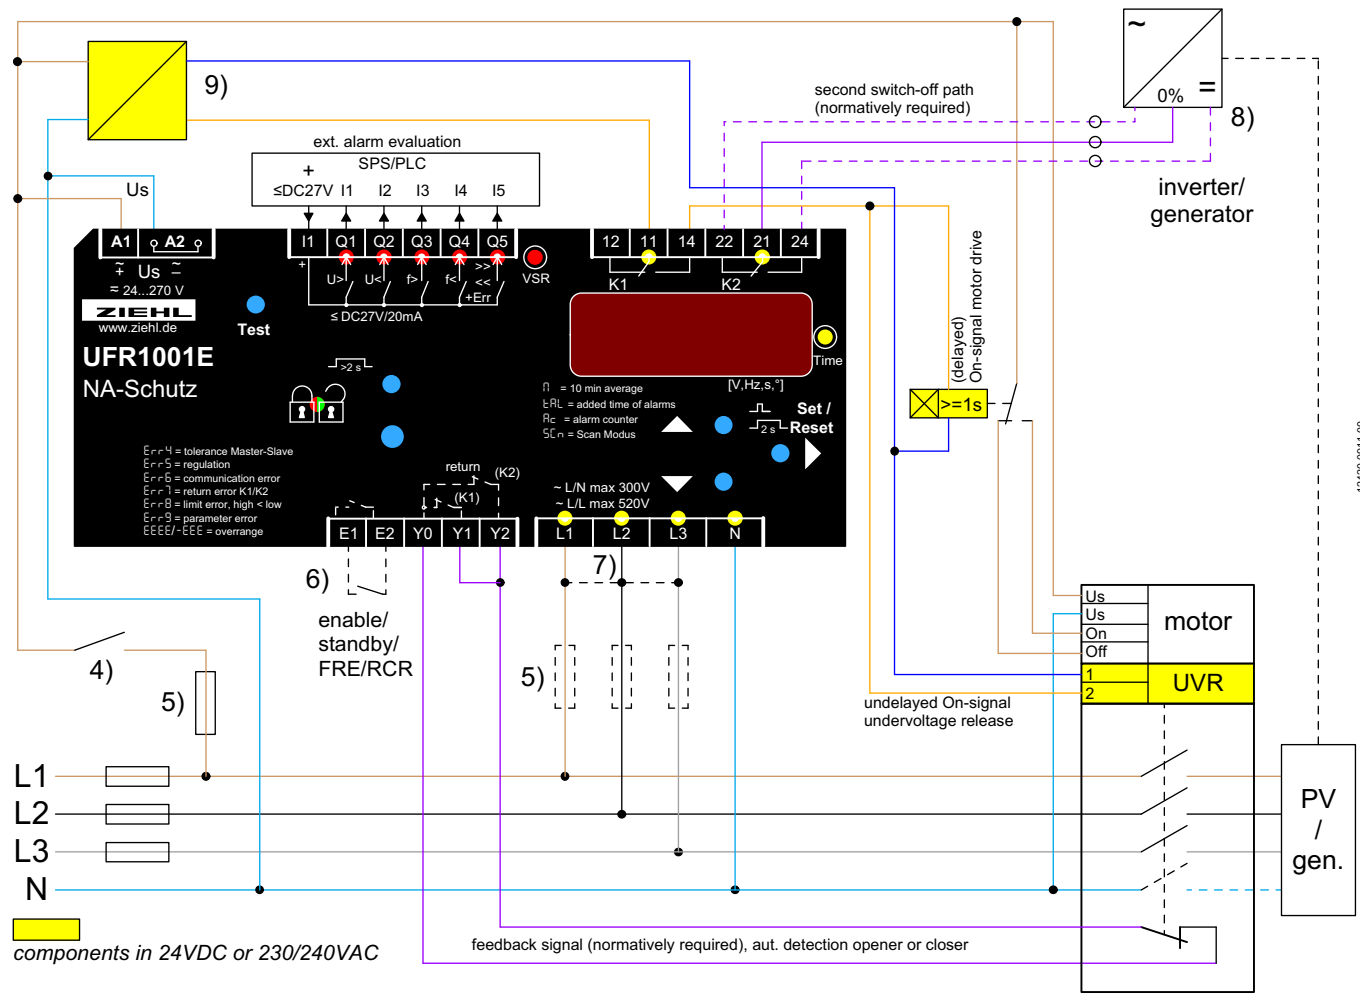 9)
second switch-off path
(normatively required)
~
0%
=
8)
inverter/
generator
ext. alarm evaluation
SPS/PLC
+
≤DC27V I1 I2 I3 I4 I5
Us
A1 A2
I1 Q1 Q2 Q3 Q4 Q5
12 11 14 22 21 24
~ Us ~
+ –
≂ 24...270 V
+
U> U< f> f< >>
<<
+Err
≤ DC27V/20mA
VSR
K1 K2
ZIEHL
www.ziehl.de
Test
UFR1001E
NA-Schutz
>2 s
Time
[V,Hz,s,°]
= 10 min average
tAL = added time of alarms
Ac = alarm counter
SCn = Scan Modus
2 s
Set /
Reset
(delayed)
On-signal motor drive
>=1s
Err4 = tolerance Master-Slave
Err5 = regulation
Err6 = communication error
Err7 = return error K1/K2
Err8 = limit error, high < low
Err9 = parameter error
EEEE/-EEE = overrange
return
(K2)
(K1)
~ L/N max 300V
~ L/L max 520V
E1 E2 Y0 Y1 Y2
L1 L2 L3 N
6)
enable/
standby/
FRE/RCR
7)
4)
5)
5)
Us
Us
On
Off
motor
1
2
UVR
undelayed On-signal
undervoltage release
L1
L2
L3
N
PV
/
gen.
components in 24VDC or 230/240VAC
feedback signal (normatively required), aut. detection opener or closer